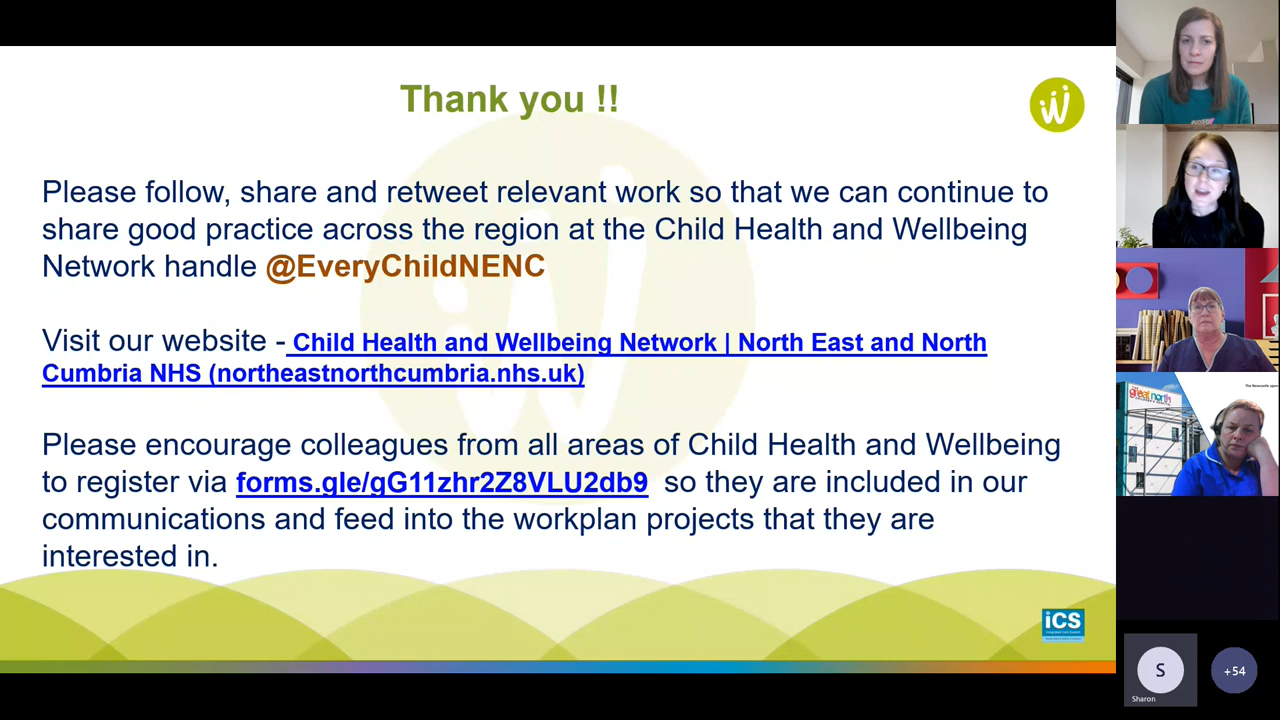 Thank you !!
Please follow, share and retweet relevant work so that we can continue to
share good practice across the region at the Child Health and Wellbeing
Network handle @EveryChildNENC
Visit our website - Child Health and Wellbeing Network | North East and North
Cumbria NHS (northeastnorthcumbria.nhs.uk)
Please encourage colleagues from all areas of Child Health and Wellbeing
to register via forms.gle/gG11zhr2Z8VLU2db9 so they are included in our
communications and feed into the workplan projects that they are
interested in.
iCS
great north
S
Sharon
+54